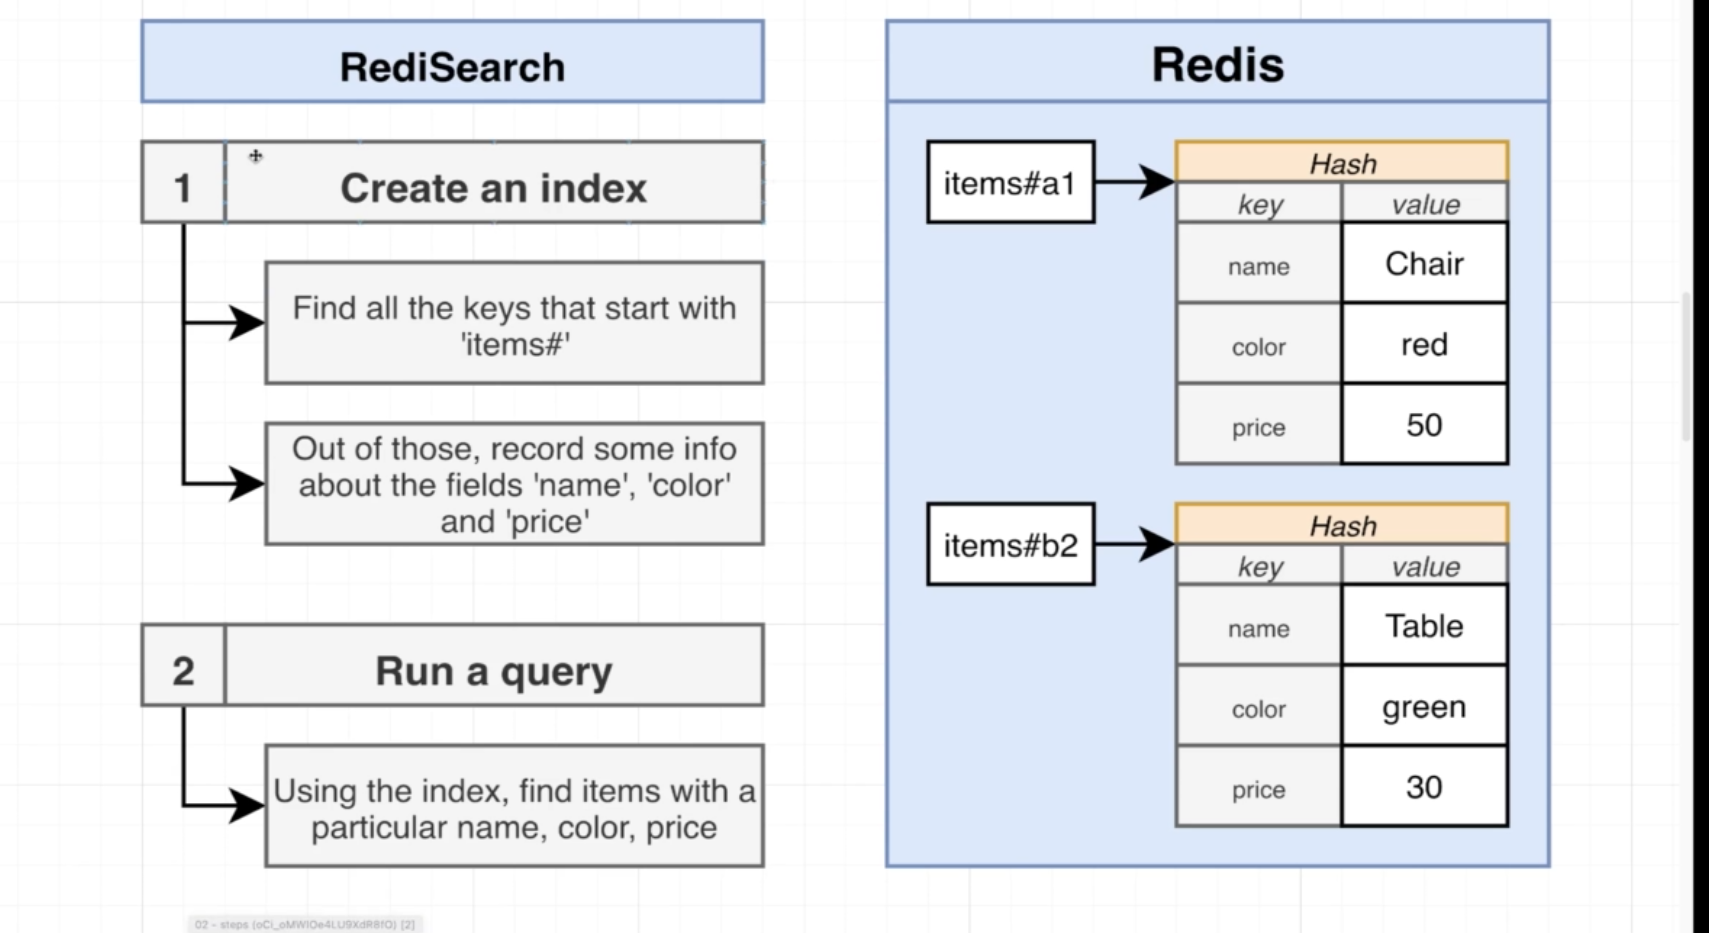 RediSearch
1
Create an index
Find all the keys that start with
'items#'
Out of those, record some info
about the fields 'name', 'color'
and 'price'
2
Run a query
Using the index, find items with a
particular name, color, price
Redis
items#a1
Hash
key value
name Chair
color red
price 50
items#b2
Hash
key value
name Table
color green
price 30
02 - steps